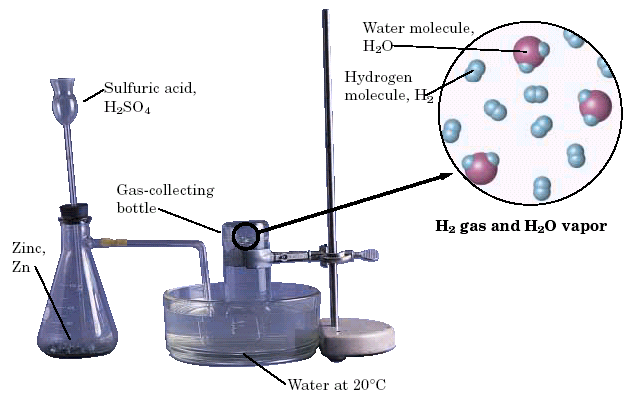 Water molecule,
H₂O
Hydrogen
molecule, H₂
Sulfuric acid,
H₂SO₄
Gas-collecting
bottle
H₂ gas and H₂O vapor
Zinc,
Zn
Water at 20°C